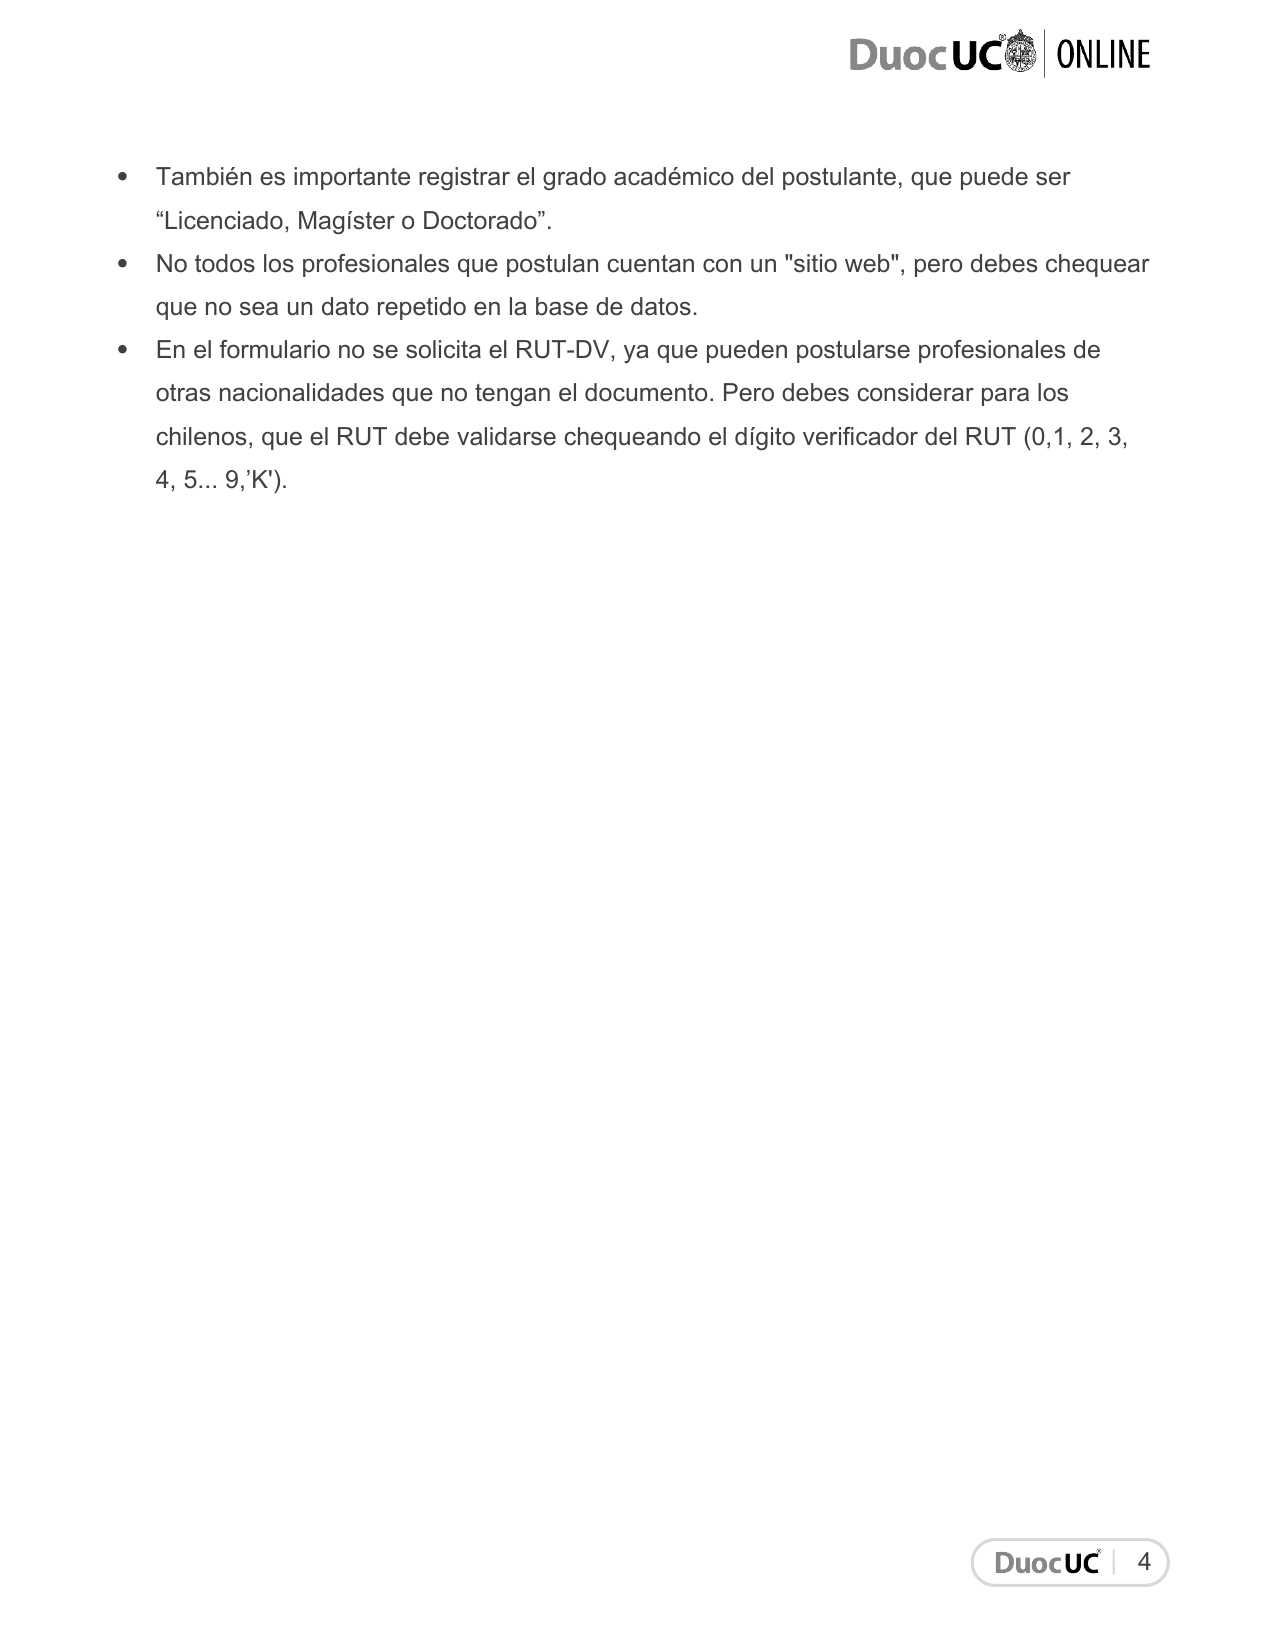 DuocUC® ONLINE
• También es importante registrar el grado académico del postulante, que puede ser
“Licenciado, Magíster o Doctorado”.
• No todos los profesionales que postulan cuentan con un "sitio web", pero debes chequear
que no sea un dato repetido en la base de datos.
• En el formulario no se solicita el RUT-DV, ya que pueden postularse profesionales de
otras nacionalidades que no tengan el documento. Pero debes considerar para los
chilenos, que el RUT debe validarse chequeando el dígito verificador del RUT (0,1, 2, 3,
4, 5... 9,’K').
DuocUC® 4